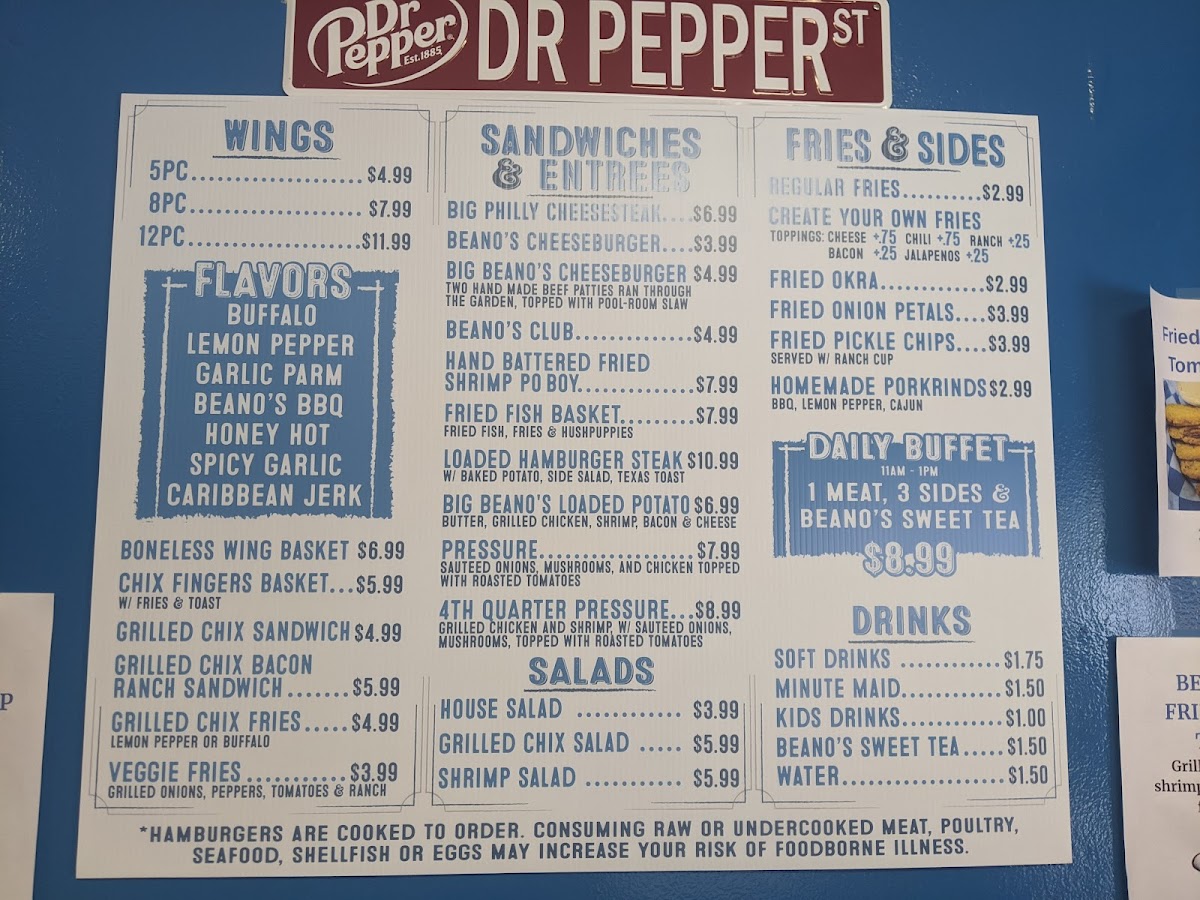 Dr Pepper Est. 1885
DR PEPPER ST
WINGS
5PC....................$4.99
8PC....................$7.99
12PC....................$11.99
FLAVORS
BUFFALO
LEMON PEPPER
GARLIC PARM
BEANO'S BBQ
HONEY HOT
SPICY GARLIC
CARIBBEAN JERK
BONELESS WING BASKET $6.99
CHIX FINGERS BASKET...$5.99
W/ FRIES & TOAST
GRILLED CHIX SANDWICH $4.99
GRILLED CHIX BACON
RANCH SANDWICH.......$5.99
GRILLED CHIX FRIES.....$4.99
LEMON PEPPER OR BUFFALO
VEGGIE FRIES...........$3.99
GRILLED ONIONS, PEPPERS, TOMATOES & RANCH
SANDWICHES
& ENTREES
BIG PHILLY CHEESESTEAK....$6.99
BEANO'S CHEESEBURGER....$3.99
BIG BEANO'S CHEESEBURGER $4.99
TWO HAND MADE BEEF PATTIES RAN THROUGH
THE GARDEN, TOPPED WITH POOL-ROOM SLAW
BEANO'S CLUB..............$4.99
HAND BATTERED FRIED
SHRIMP PO BOY.............$7.99
FRIED FISH BASKET.........$7.99
FRIED FISH, FRIES & HUSHPUPPIES
LOADED HAMBURGER STEAK $10.99
W/ BAKED POTATO, SIDE SALAD, TEXAS TOAST
BIG BEANO'S LOADED POTATO $6.99
BUTTER, GRILLED CHICKEN, SHRIMP, BACON & CHEESE
PRESSURE...................$7.99
SAUTEED ONIONS, MUSHROOMS, AND CHICKEN TOPPED
WITH ROASTED TOMATOES
4TH QUARTER PRESSURE...$8.99
GRILLED CHICKEN AND SHRIMP, W/ SAUTEED ONIONS,
MUSHROOMS, TOPPED WITH ROASTED TOMATOES
SALADS
HOUSE SALAD ............ $3.99
GRILLED CHIX SALAD ..... $5.99
SHRIMP SALAD ........... $5.99
FRIES & SIDES
REGULAR FRIES..........$2.99
CREATE YOUR OWN FRIES
TOPPINGS: CHEESE +.75 CHILI +.75 RANCH +.25
BACON +.25 JALAPENOS +.25
FRIED OKRA.............$2.99
FRIED ONION PETALS....$3.99
FRIED PICKLE CHIPS....$3.99
SERVED W/ RANCH CUP
HOMEMADE PORKRINDS $2.99
BBQ, LEMON PEPPER, CAJUN
DAILY BUFFET
11AM - 1PM
1 MEAT, 3 SIDES &
BEANO'S SWEET TEA
$8.99
DRINKS
SOFT DRINKS .............$1.75
MINUTE MAID.............$1.50
KIDS DRINKS.............$1.00
BEANO'S SWEET TEA.....$1.50
WATER....................$1.50
*HAMBURGERS ARE COOKED TO ORDER. CONSUMING RAW OR UNDERCOOKED MEAT, POULTRY,
SEAFOOD, SHELLFISH OR EGGS MAY INCREASE YOUR RISK OF FOODBORNE ILLNESS.
P
Fried
Tom
BE
FRI
Grill
shrimp